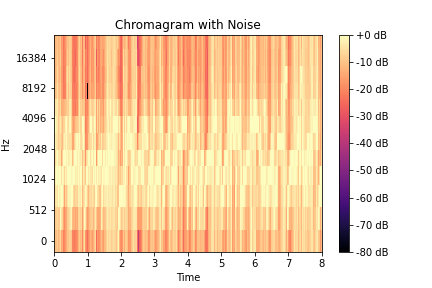 Chromagram with Noise
Hz
16384
8192
4096
2048
1024
512
0
0 1 2 3 4 5 6 7 8
Time
+0 dB
-10 dB
-20 dB
-30 dB
-40 dB
-50 dB
-60 dB
-70 dB
-80 dB